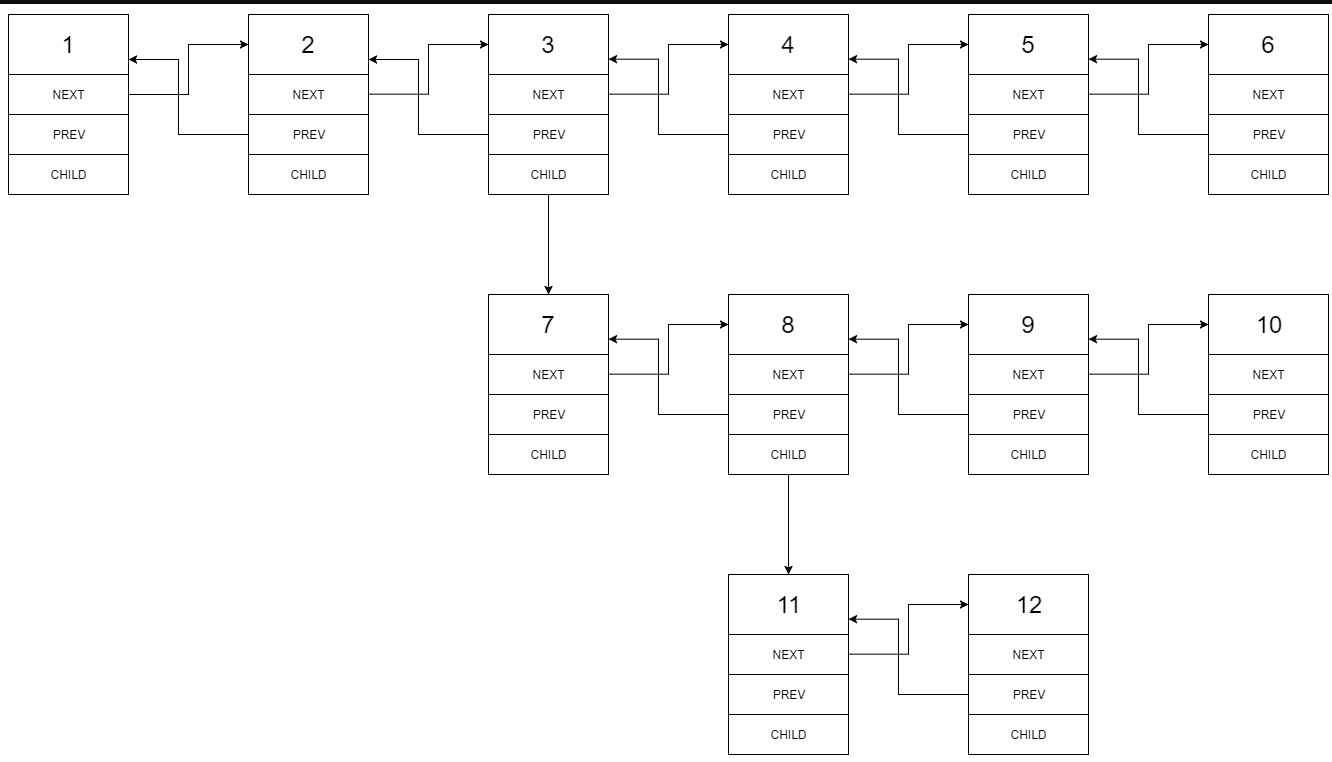 1 2 3 4 5 6
NEXT NEXT NEXT NEXT NEXT NEXT
PREV PREV PREV PREV PREV PREV
CHILD CHILD CHILD CHILD CHILD CHILD
7 8 9 10
NEXT NEXT NEXT NEXT
PREV PREV PREV PREV
CHILD CHILD CHILD CHILD
11 12
NEXT NEXT
PREV PREV
CHILD CHILD